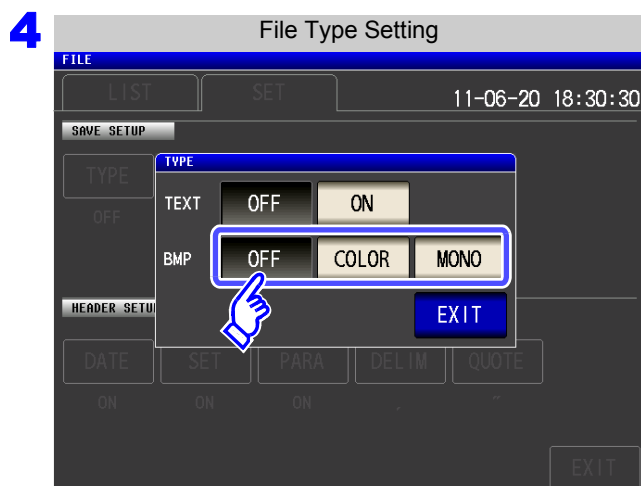 4
File Type Setting
FILE
LIST SET 11-06-20 18:30:30
SAVE SETUP
TYPE
OFF
TYPE
TEXT OFF ON
BMP OFF COLOR MONO
EXIT
HEADER SETU
DATE SET PARA DELIM QUOTE
ON ON ON , "
EXIT